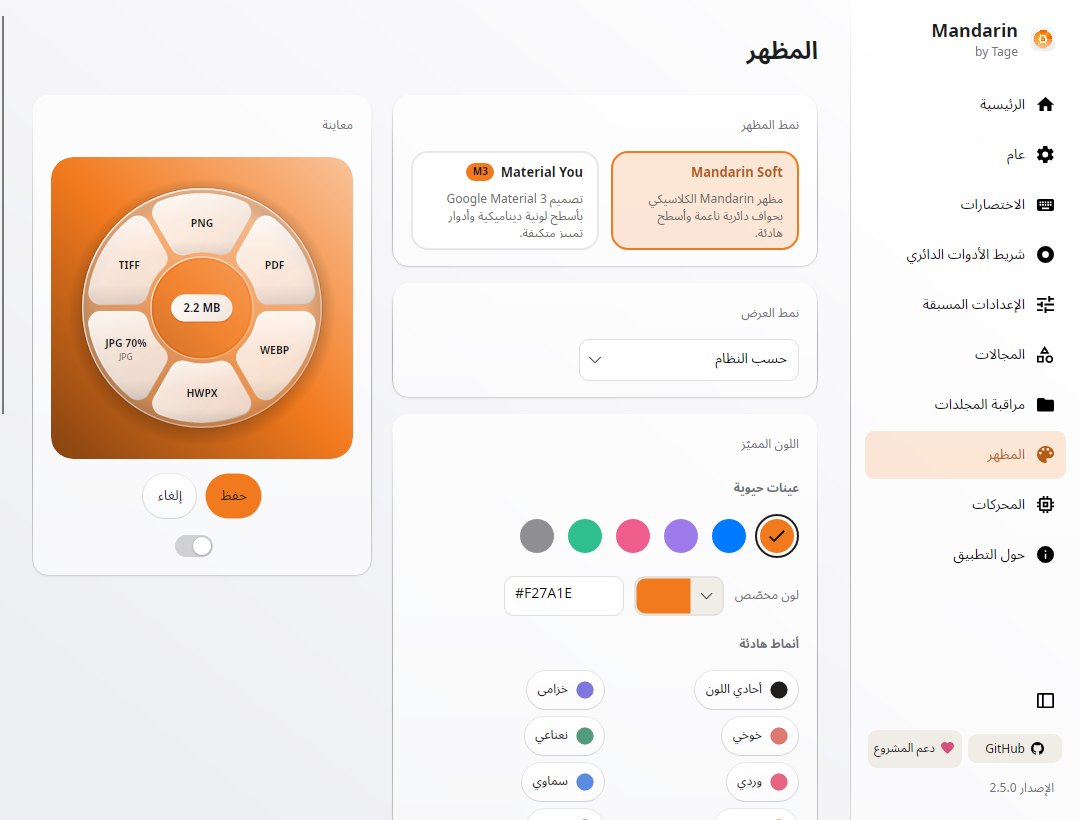 Mandarin
by Tage
الرئيسية
عام
الاختصارات
شريط الأدوات الدائري
الإعدادات المسبقة
المجالات
مراقبة المجلدات
المظهر
المحركات
حول التطبيق
GitHub
دعم المشروع
الإصدار 2.5.0
المظهر
نمط المظهر
Mandarin Soft
مظهر Mandarin الكلاسيكي
بحواف دائرية ناعمة وأسطح
هادئة.
Material You M3
تصميم Google Material 3
بأسطح لونية ديناميكية وأدوار
تمييز متكيفة.
نمط العرض
حسب النظام
اللون المميّز
عينات حيوية
لون مخصّص
#F27A1E
أنماط هادئة
أحادي اللون
خزامى
خوخي
نعناعي
وردي
سماوي
معاينة
PNG
PDF
TIFF
2.2 MB
WEBP
JPG 70%
JPG
HWPX
حفظ
إلغاء